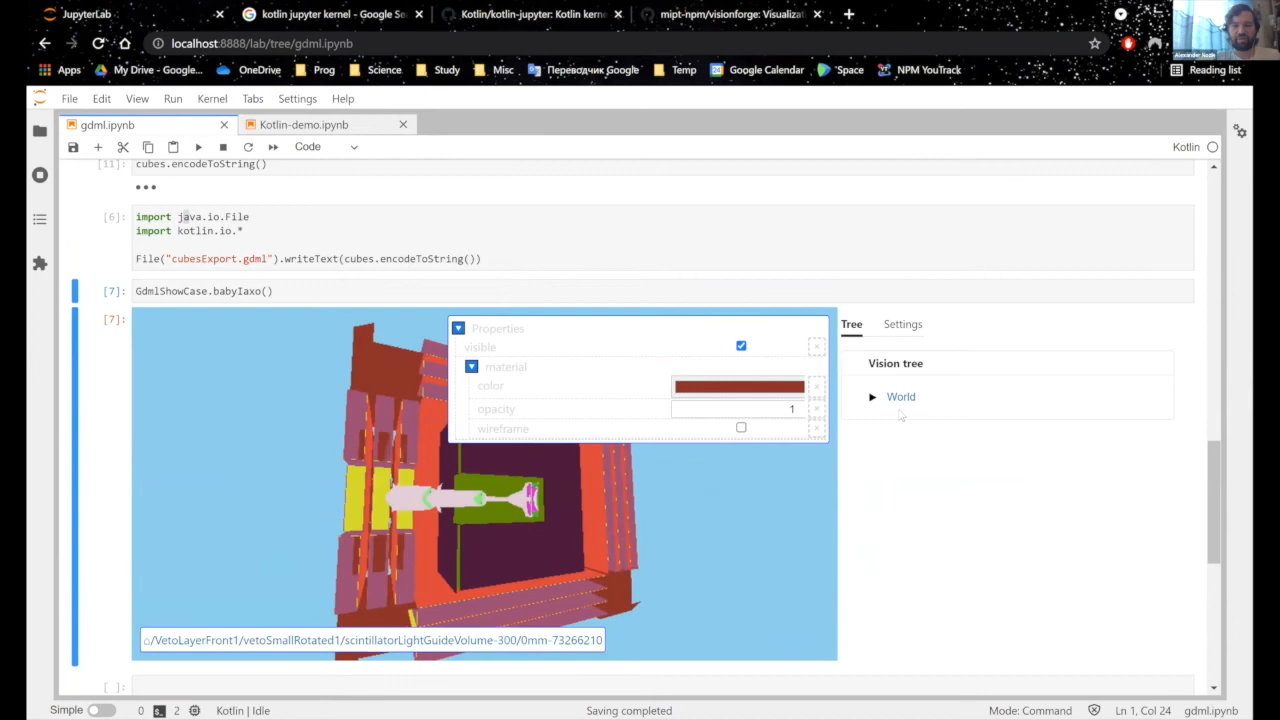 JupyterLab
kotlin jupyter kernel - Google Se
Kotlin/kotlin-jupyter: Kotlin kern
mipt-npm/visionforge: Visualizat
localhost:8888/lab/tree/gdml.ipynb
Apps
My Drive - Google...
OneDrive
Prog
Science
Study
Misc
Переводчик Google
Temp
Google Calendar
Space
NPM YouTrack
Reading list
File Edit View Run Kernel Tabs Settings Help
gdml.ipynb
Kotlin-demo.ipynb
Code
Kotlin
[11]: cubes.encodeToString()
[6]: import java.io.File
import kotlin.io.*
File("cubesExport.gdml").writeText(cubes.encodeToString())
[7]: GdmlShowCase.babyIaxo()
[7]:
Properties
visible
material
color
opacity 1
wireframe
Tree Settings
Vision tree
World
/VetoLayerFront1/vetoSmallRotated1/scintillatorLightGuideVolume-300/0mm-73266210
[ ]:
Simple 0 2 Kotlin | Idle Saving completed Mode: Command Ln 1, Col 24 gdml.ipynb